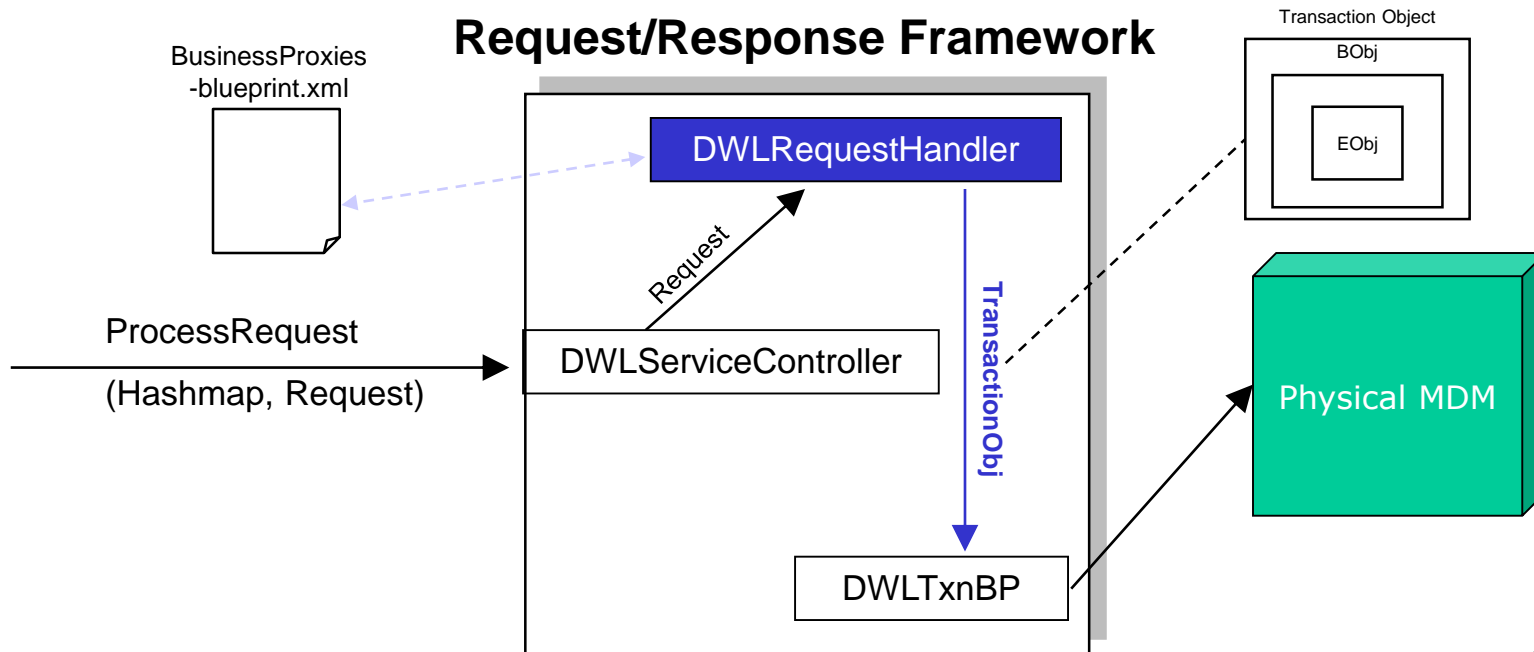 Request/Response Framework
Transaction Object
BusinessProxies
-blueprint.xml
BObj
EObj
DWLRequestHandler
Request
TransactionObj
ProcessRequest
(Hashmap, Request)
DWLServiceController
Physical MDM
DWLTxnBP